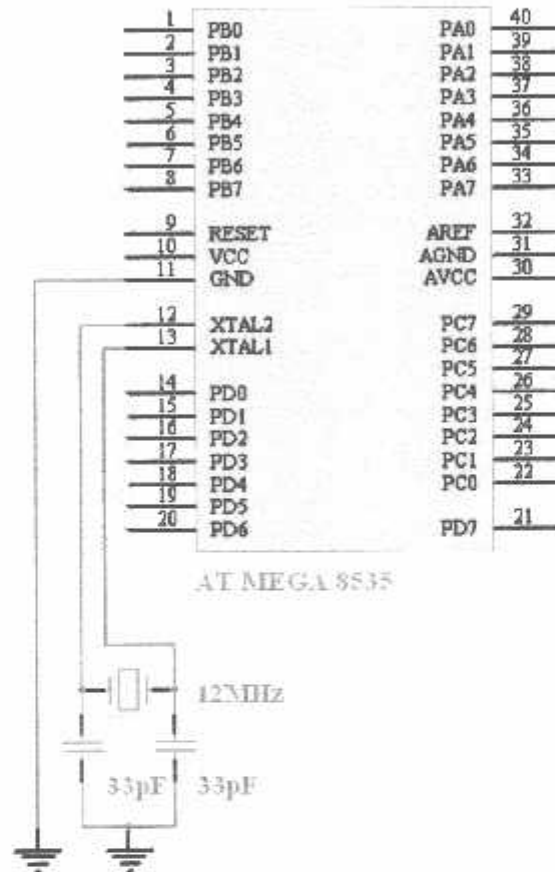 1 PB0 PA0 40
2 PB1 PA1 39
3 PB2 PA2 38
4 PB3 PA3 37
5 PB4 PA4 36
6 PB5 PA5 35
7 PB6 PA6 34
8 PB7 PA7 33
9 RESET AREF 32
10 VCC AGND 31
11 GND AVCC 30
12 XTAL2 PC7 29
13 XTAL1 PC6 28
PC5 27
14 PD0 PC4 26
15 PD1 PC3 25
16 PD2 PC2 24
17 PD3 PC1 23
18 PD4 PC0 22
19 PD5
20 PD6 PD7 21
AT MEGA 8535
12MHz
33pF 33pF